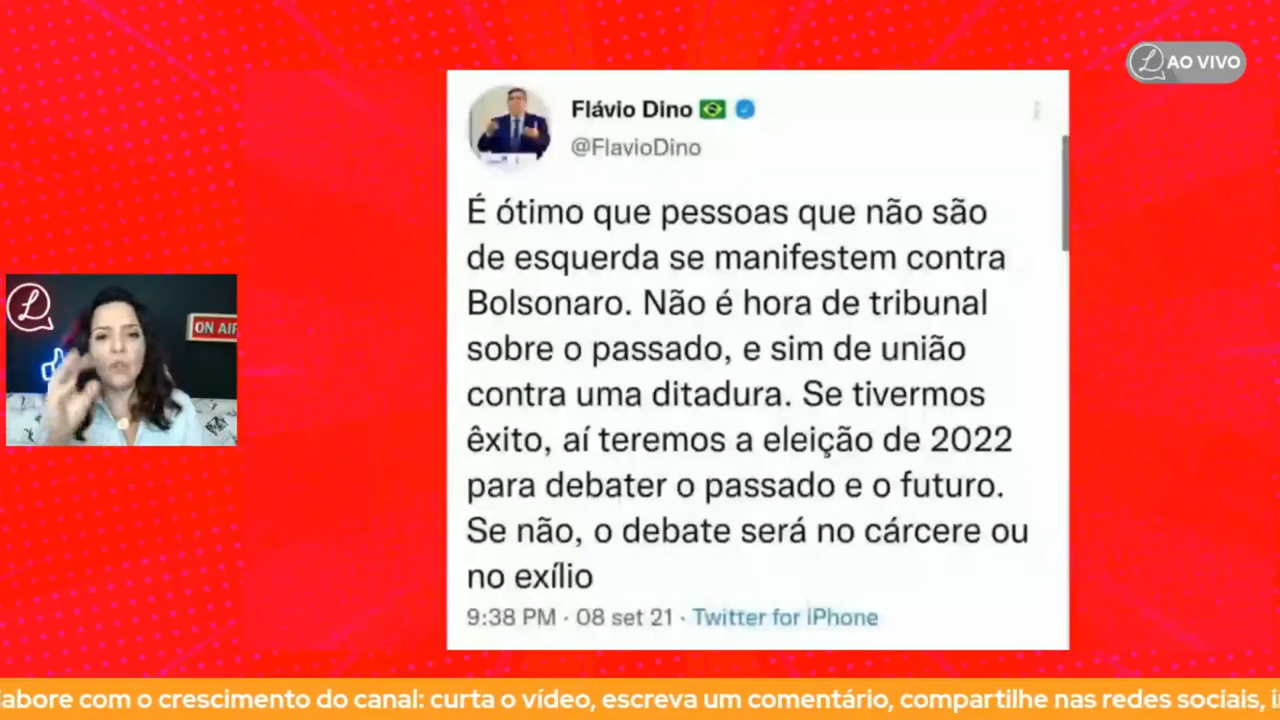 AO VIVO
Flávio Dino
@FlavioDino
É ótimo que pessoas que não são
de esquerda se manifestem contra
Bolsonaro. Não é hora de tribunal
sobre o passado, e sim de união
contra uma ditadura. Se tivermos
êxito, aí teremos a eleição de 2022
para debater o passado e o futuro.
Se não, o debate será no cárcere ou
no exílio
9:38 PM · 08 set 21 · Twitter for iPhone
L
ON AIR
labore com o crescimento do canal: curta o vídeo, escreva um comentário, compartilhe nas redes sociais, i